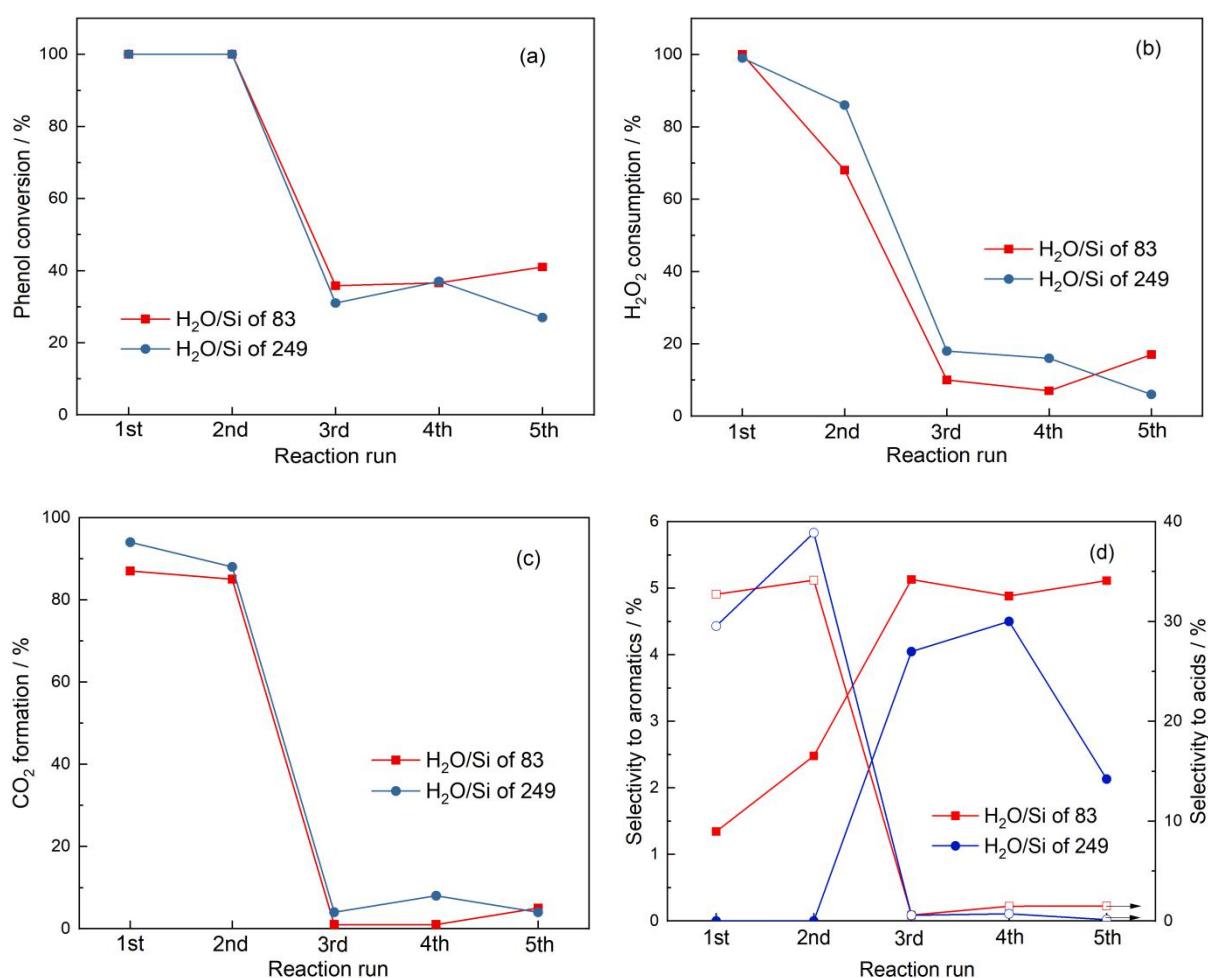 (a)
Phenol conversion / %
100
80
60
40
20
0
H₂O/Si of 83
H₂O/Si of 249
1st 2nd 3rd 4th 5th
Reaction run
(b)
H₂O₂ consumption / %
100
80
60
40
20
0
H₂O/Si of 83
H₂O/Si of 249
1st 2nd 3rd 4th 5th
Reaction run
(c)
CO₂ formation / %
100
80
60
40
20
0
H₂O/Si of 83
H₂O/Si of 249
1st 2nd 3rd 4th 5th
Reaction run
(d)
Selectivity to aromatics / %
6
5
4
3
2
1
0
Selectivity to acids / %
40
30
20
10
0
H₂O/Si of 83
H₂O/Si of 249
1st 2nd 3rd 4th 5th
Reaction run